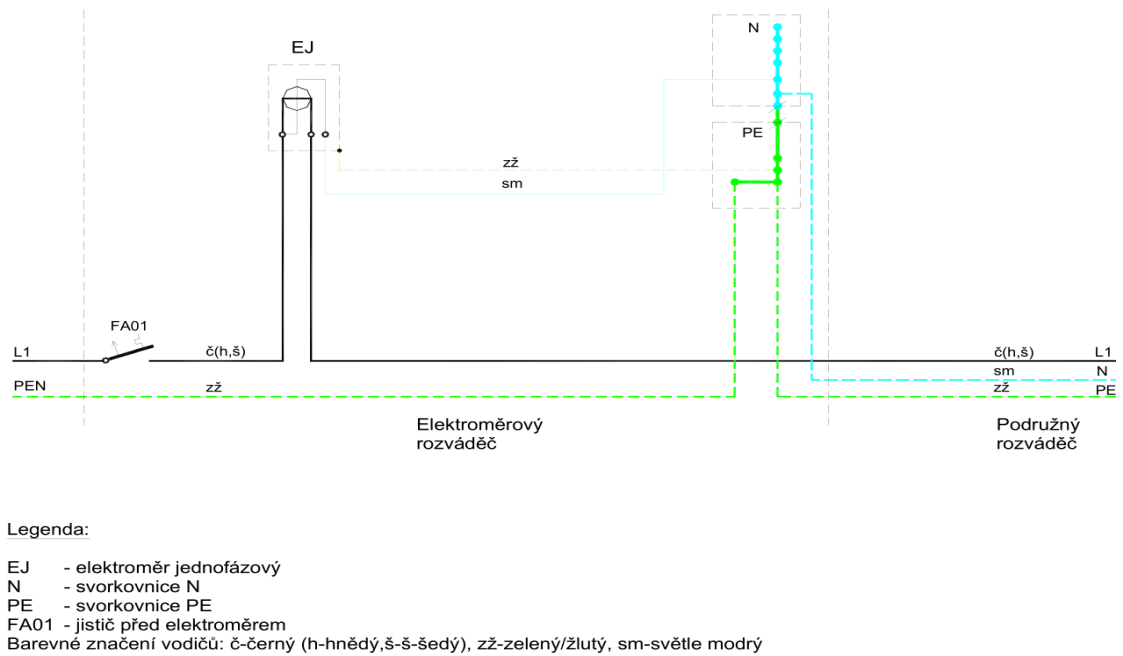 N
EJ
PE
zž
sm
FA01
L1
č(h,š)
č(h,š)
L1
sm
N
PEN
zž
zž
PE
Elektroměrový
rozváděč
Podružný
rozváděč
Legenda:
EJ - elektroměr jednofázový
N - svorkovnice N
PE - svorkovnice PE
FA01 - jistič před elektroměrem
Barevné značení vodičů: č-černý (h-hnědý,š-š-šedý), zž-zelený/žlutý, sm-světle modrý